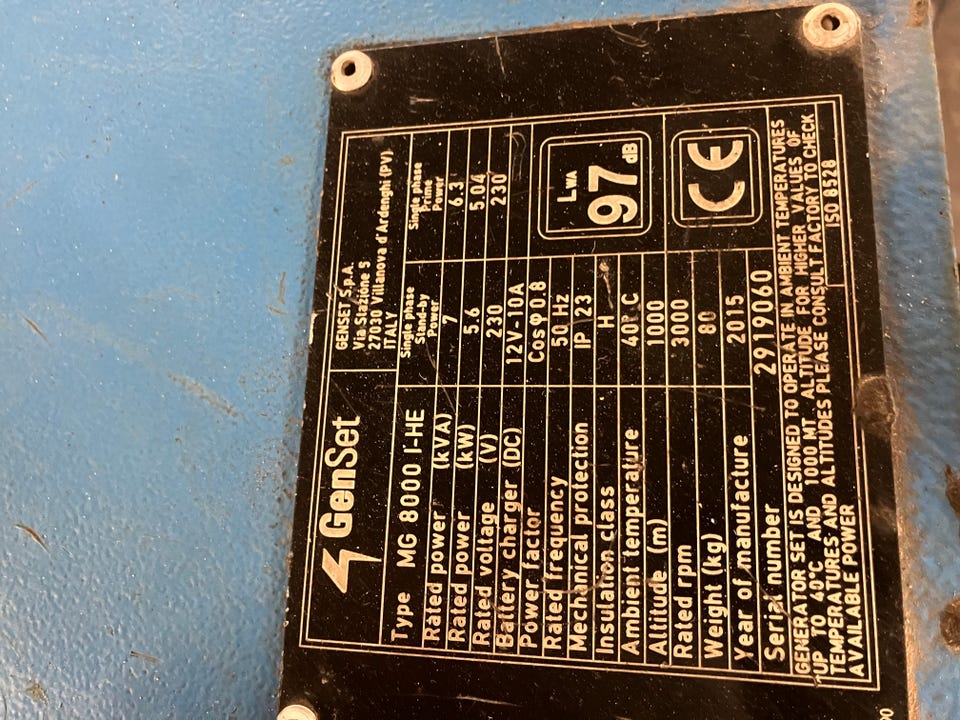 GenSet
GENSET S.p.A.
Via Stazione 5
27030 Villanova d'Ardenghi (PV)
ITALY
Type MG 8000 I-HE
Single phase Stand-by Power
Single phase Prime Power
Rated power (kVA) 7 6.3
Rated power (kW) 5.6 5.04
Rated voltage (V) 230 230
Battery charger (DC) 12V-10A
Power factor Cos φ 0.8
Rated frequency 50 Hz
Mechanical protection IP 23
Insulation class H
Ambient temperature 40°C
Altitude (m) 1000
Rated rpm 3000
Weight (kg) 80
Year of manufacture 2015
Serial number 2919060
LWA
97 dB
CE
GENERATOR SET IS DESIGNED TO OPERATE IN AMBIENT TEMPERATURES
UP TO 40°C AND 1000 MT ALTITUDE FOR HIGHER VALUES OF
TEMPERATURES AND ALTITUDES PLEASE CONSULT FACTORY TO CHECK
AVAILABLE POWER
ISO 8528